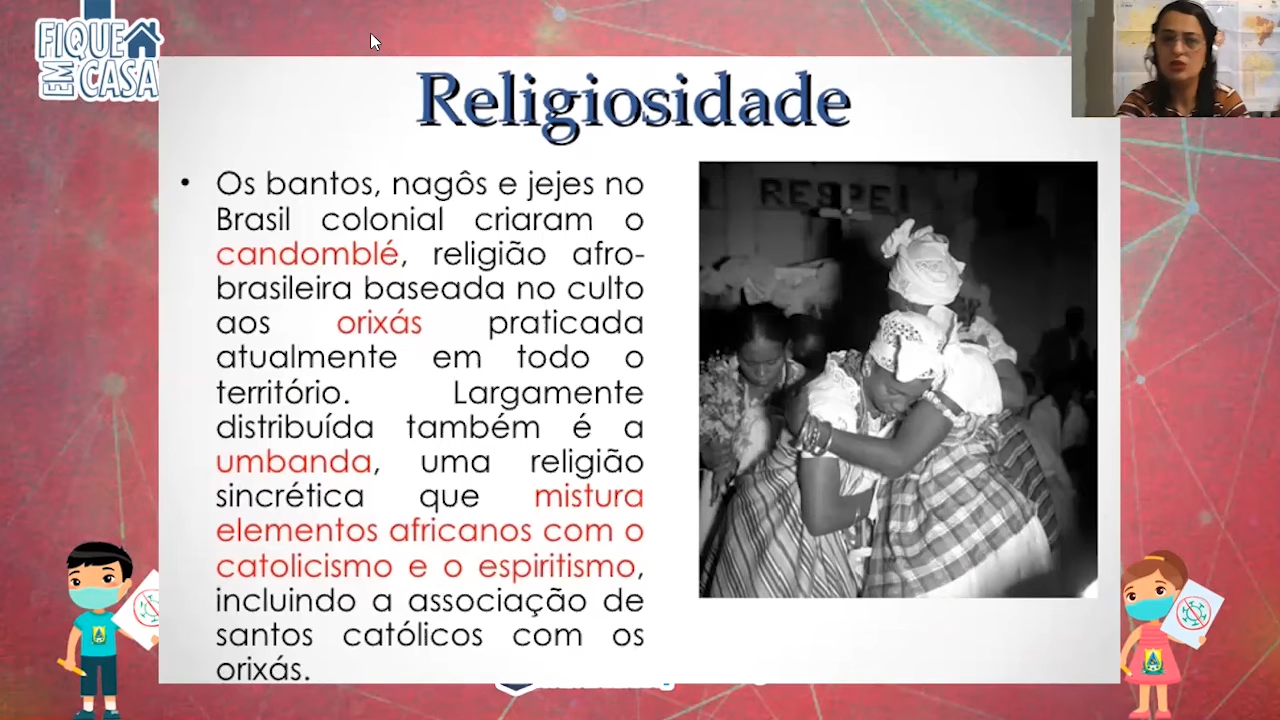 FIQUE
EM CASA
Religiosidade
RESPEI
• Os bantos, nagôs e jejes no
Brasil colonial criaram o
candomblé, religião afro-
brasileira baseada no culto
aos orixás praticada
atualmente em todo o
território. Largamente
distribuída também é a
umbanda, uma religião
sincrética que mistura
elementos africanos com o
catolicismo e o espiritismo,
incluindo a associação de
santos católicos com os
orixás.